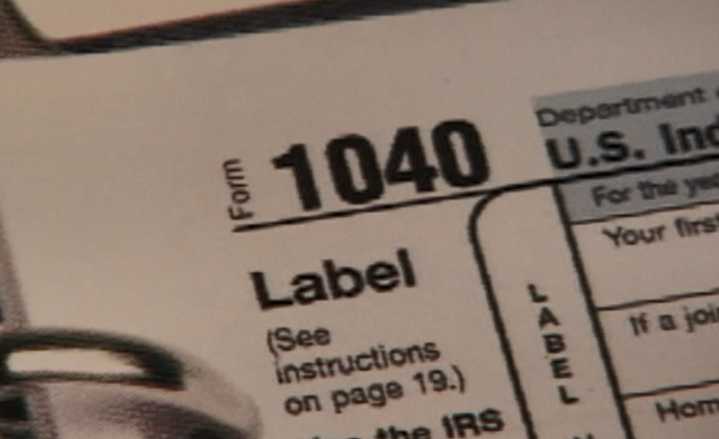 Form 1040
Department
U.S. Ind
For the ye
Your first
Label
L
A
B
E
L
(See
instructions
on page 19.)
If a joi
Hom
the IRS